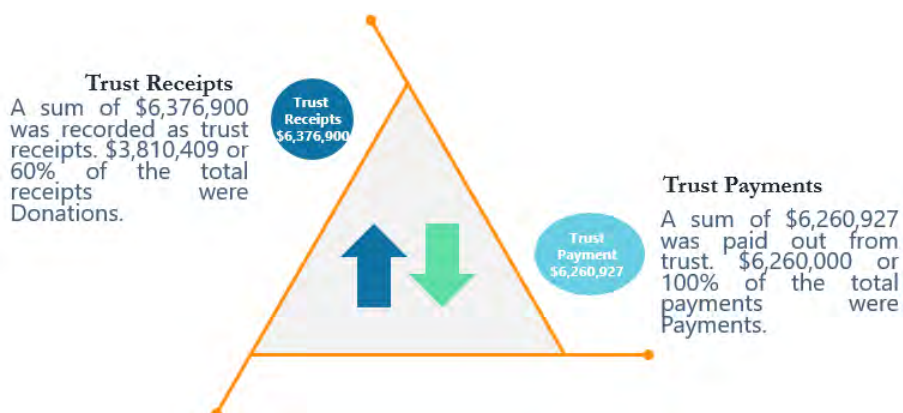 Trust Receipts
A sum of $6,376,900
was recorded as trust
receipts. $3,810,409 or
60% of the total
receipts were
Donations.
Trust
Receipts
$6,376,900
Trust Payments
A sum of $6,260,927
was paid out from
trust. $6,260,000 or
100% of the total
payments were
Payments.
Trust
Payment
$6,260,927